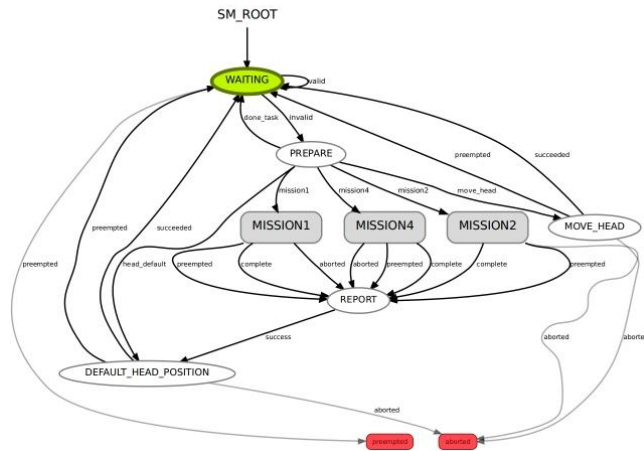 SM_ROOT
WAITING
valid
done_task
invalid
PREPARE
preempted
succeeded
mission1
mission4
mission2
move_head
MISSION1
MISSION4
MISSION2
MOVE_HEAD
preempted
succeeded
preempted
head_default
preempted
complete
aborted
aborted
preempted
complete
complete
preempted
REPORT
success
aborted
aborte
DEFAULT_HEAD_POSITION
aborted
preempted
aborted